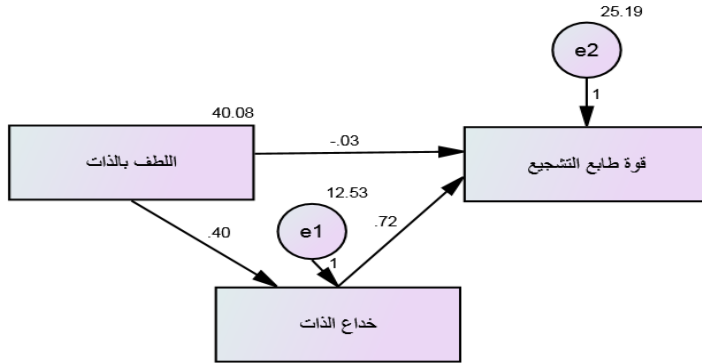 25.19
e2
1
40.08
اللطف بالذات
-.03
قوة طابع التشجيع
12.53
.40
e1
.72
1
خداع الذات